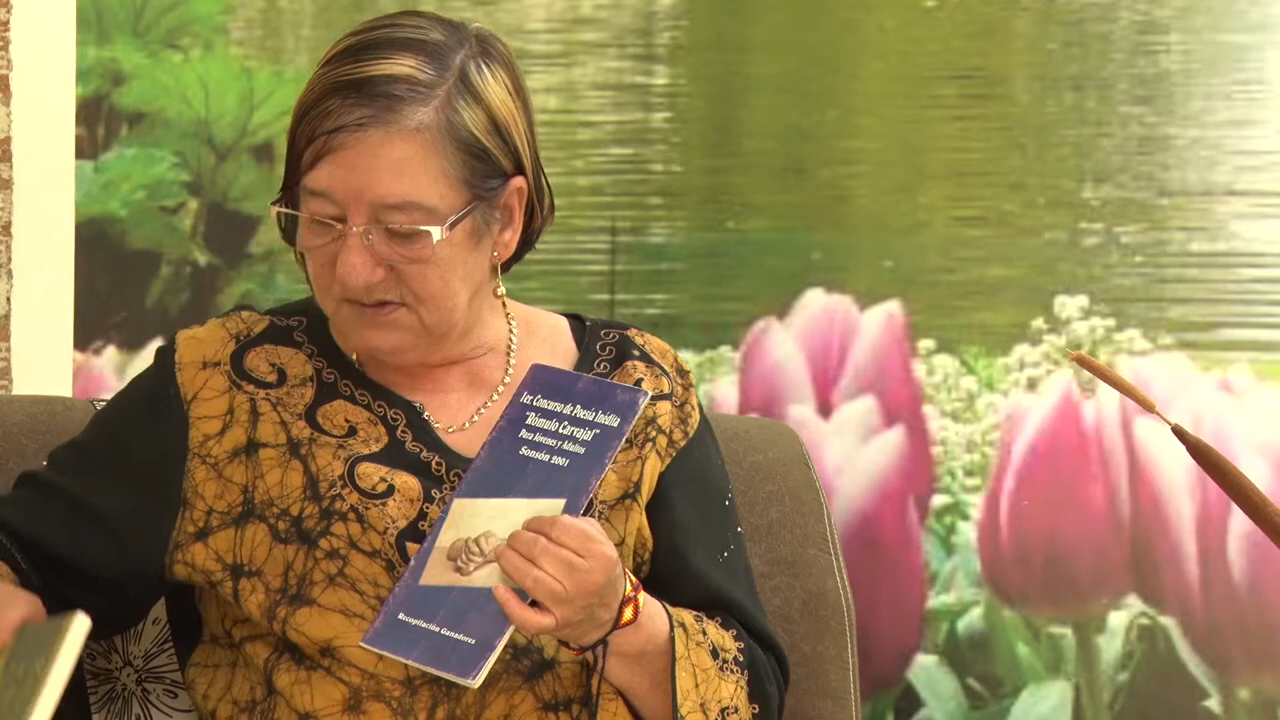 1er. Concurso de Poesía Inédita
"Rómulo Carvajal"
Para Jóvenes y Adultos
Sonsón 2001
Recopilación Ganadores